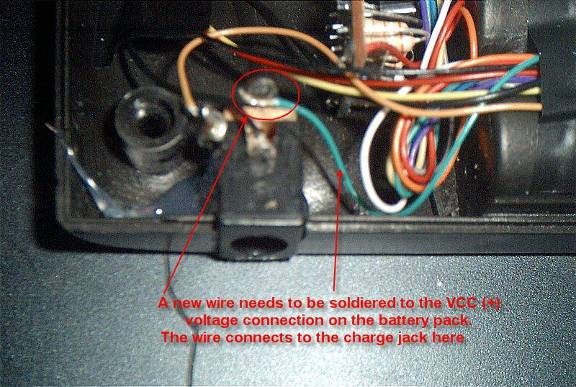 A new wire needs to be soldiered to the VCC (+)
voltage connection on the battery pack.
The wire connects to the charge jack here